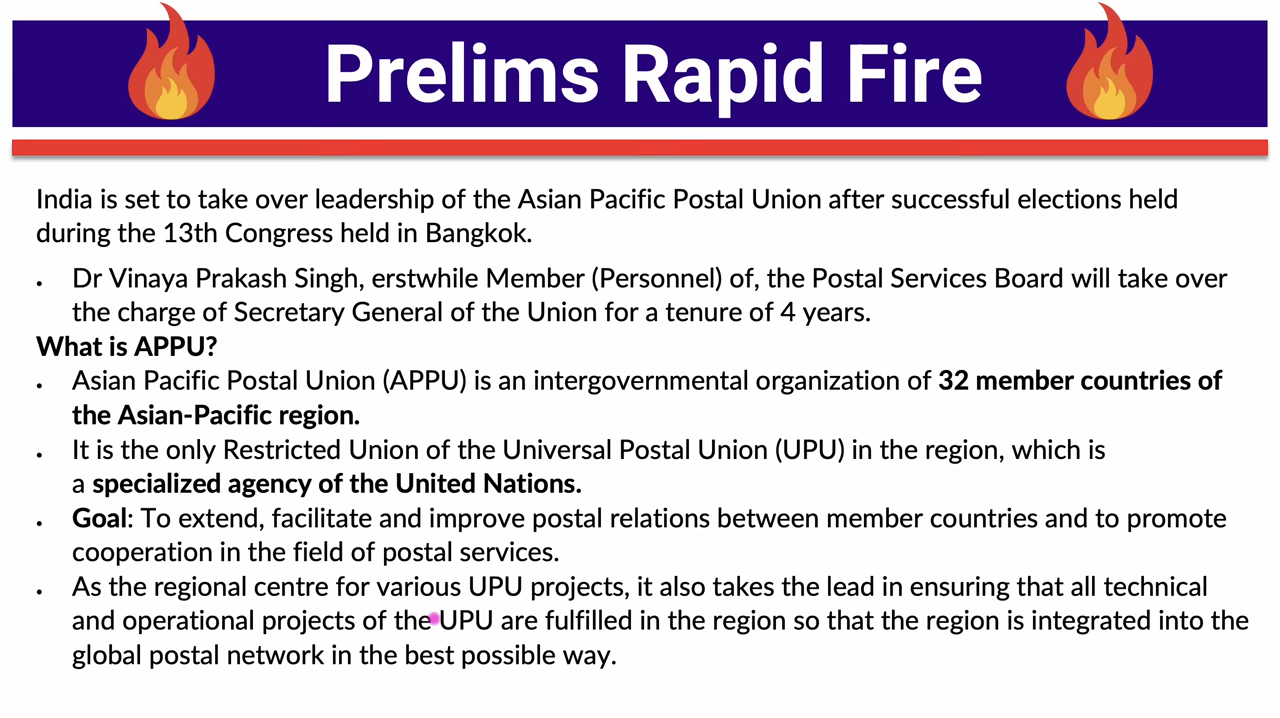 Prelims Rapid Fire
India is set to take over leadership of the Asian Pacific Postal Union after successful elections held
during the 13th Congress held in Bangkok.
• Dr Vinaya Prakash Singh, erstwhile Member (Personnel) of, the Postal Services Board will take over
the charge of Secretary General of the Union for a tenure of 4 years.
What is APPU?
• Asian Pacific Postal Union (APPU) is an intergovernmental organization of 32 member countries of
the Asian-Pacific region.
• It is the only Restricted Union of the Universal Postal Union (UPU) in the region, which is
a specialized agency of the United Nations.
• Goal: To extend, facilitate and improve postal relations between member countries and to promote
cooperation in the field of postal services.
• As the regional centre for various UPU projects, it also takes the lead in ensuring that all technical
and operational projects of the UPU are fulfilled in the region so that the region is integrated into the
global postal network in the best possible way.